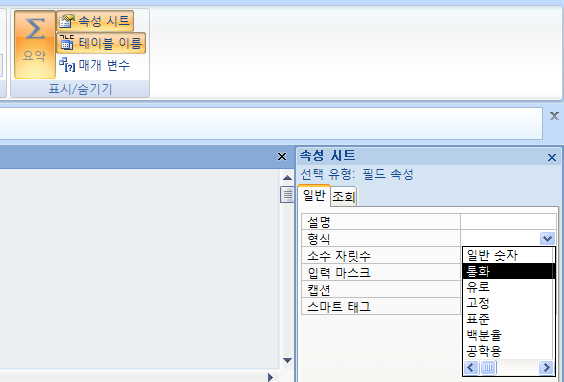 Σ
요약
속성 시트
테이블 이름
매개 변수
표시/숨기기
속성 시트
선택 유형: 필드 속성
일반 조회
설명
형식
소수 자릿수
입력 마스크
캡션
스마트 태그
일반 숫자
통화
유로
고정
표준
백분율
공학용